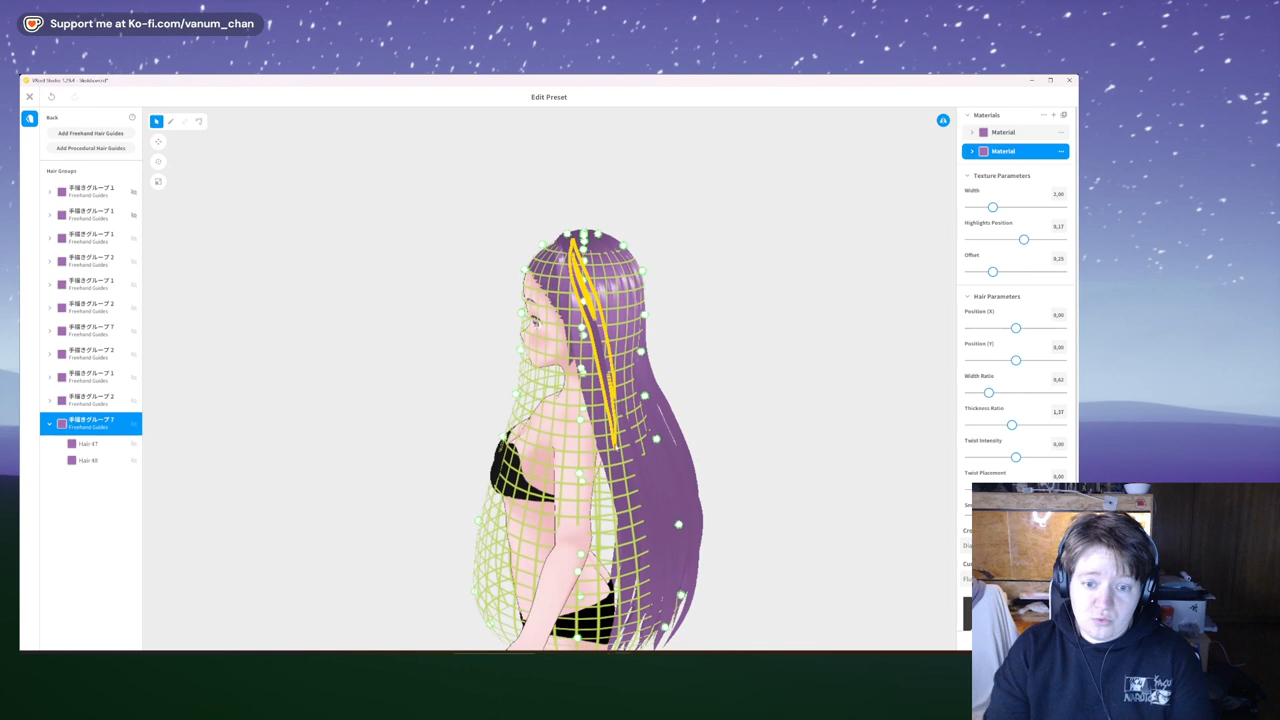 Support me at Ko-fi.com/vanum_chan
Edit Preset
Back
Add Freehand Hair Guides
Add Procedural Hair Guides
Hair Groups
手描きグループ 1
Freehand Guides
手描きグループ 1
Freehand Guides
手描きグループ 1
Freehand Guides
手描きグループ 2
Freehand Guides
手描きグループ 1
Freehand Guides
手描きグループ 2
Freehand Guides
手描きグループ 7
Freehand Guides
手描きグループ 2
Freehand Guides
手描きグループ 1
Freehand Guides
手描きグループ 2
Freehand Guides
手描きグループ 7
Freehand Guides
Hair 47
Hair 48
Materials
Material
Material
Texture Parameters
Width
2,00
Highlights Position
0,17
Offset
0,25
Hair Parameters
Position (X)
0,00
Position (Y)
0,00
Width Ratio
0,62
Thickness Ratio
1,37
Twist Intensity
0,00
Twist Placement
0,00
NARUTO